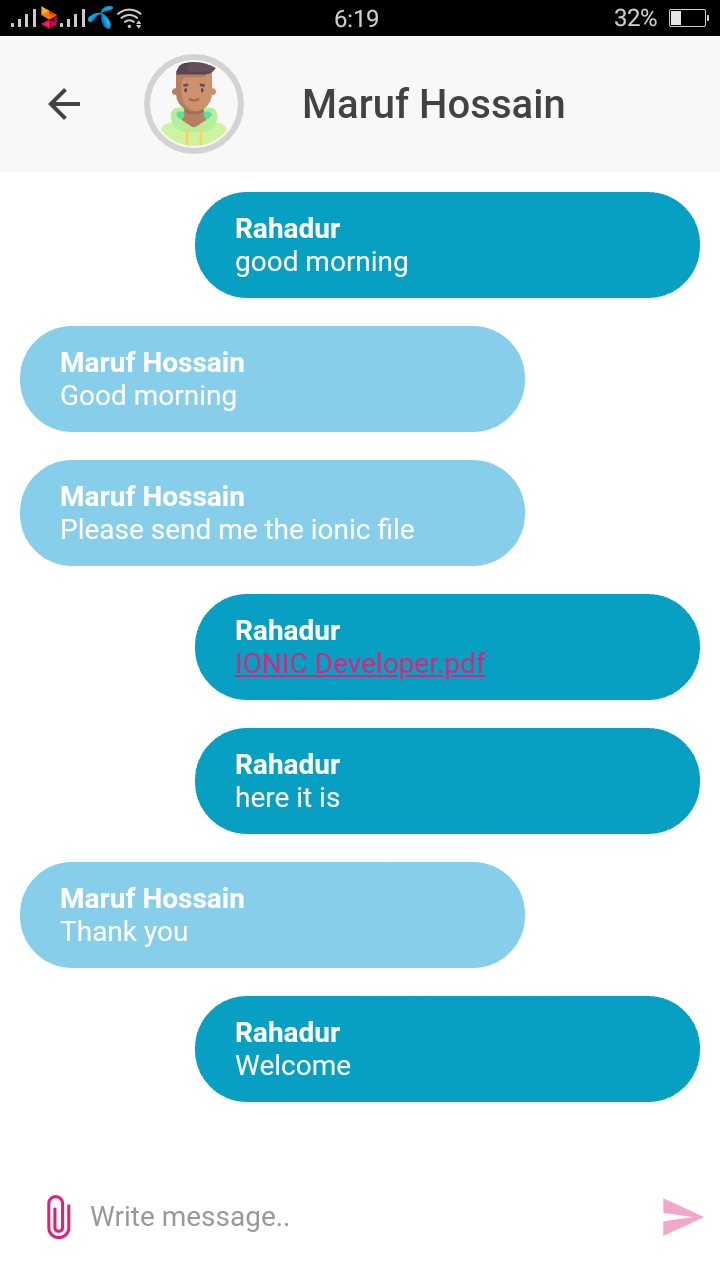 6:19
32%
Maruf Hossain
Rahadur
good morning
Maruf Hossain
Good morning
Maruf Hossain
Please send me the ionic file
Rahadur
IONIC Developer.pdf
Rahadur
here it is
Maruf Hossain
Thank you
Rahadur
Welcome
Write message..